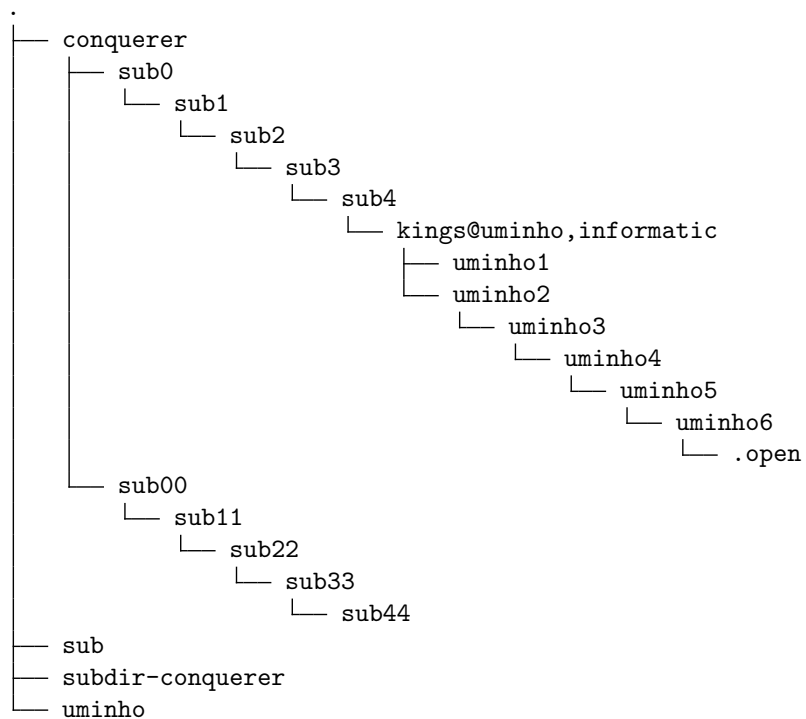 .
├── conquerer
│   ├── sub0
│   │   └── sub1
│   │       └── sub2
│   │           └── sub3
│   │               └── sub4
│   │                   └── kings@uminho,informatic
│   │                       ├── uminho1
│   │                       └── uminho2
│   │                           └── uminho3
│   │                               └── uminho4
│   │                                   └── uminho5
│   │                                       └── uminho6
│   │                                           └── .open
│   └── sub00
│       └── sub11
│           └── sub22
│               └── sub33
│                   └── sub44
├── sub
├── subdir-conquerer
└── uminho